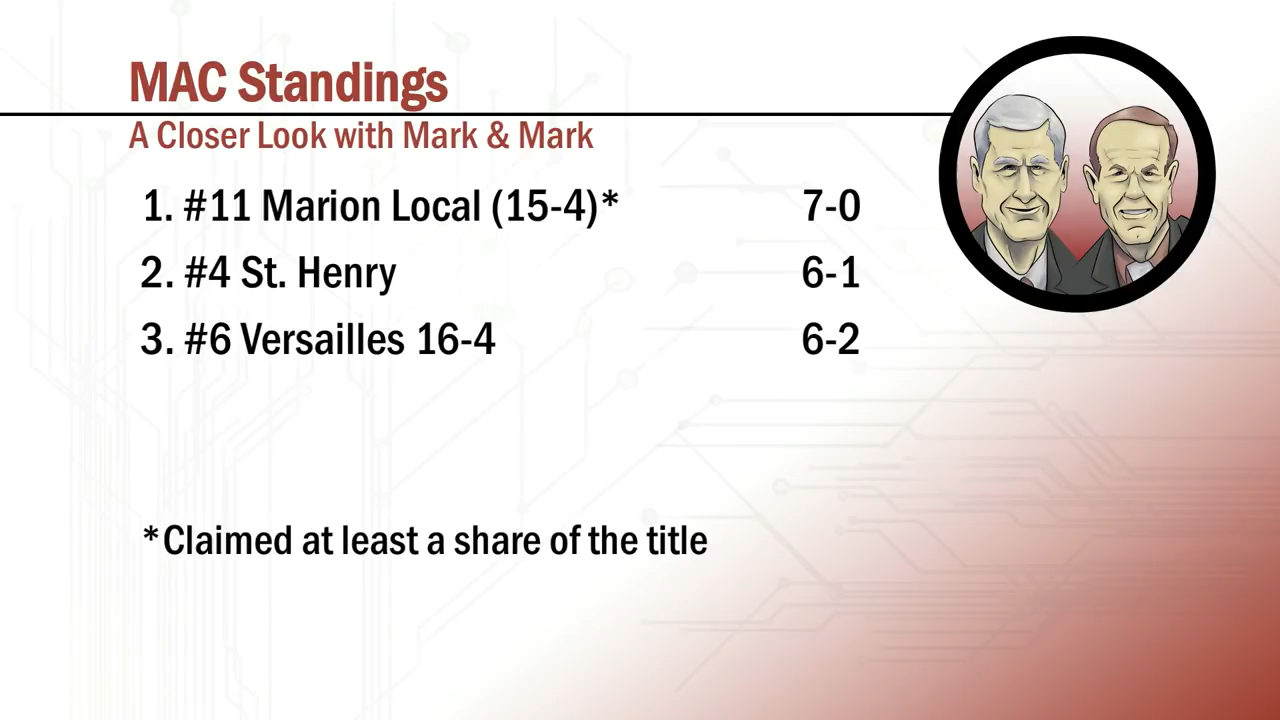 MAC Standings
A Closer Look with Mark & Mark
1. #11 Marion Local (15-4)* 7-0
2. #4 St. Henry 6-1
3. #6 Versailles 16-4 6-2
*Claimed at least a share of the title